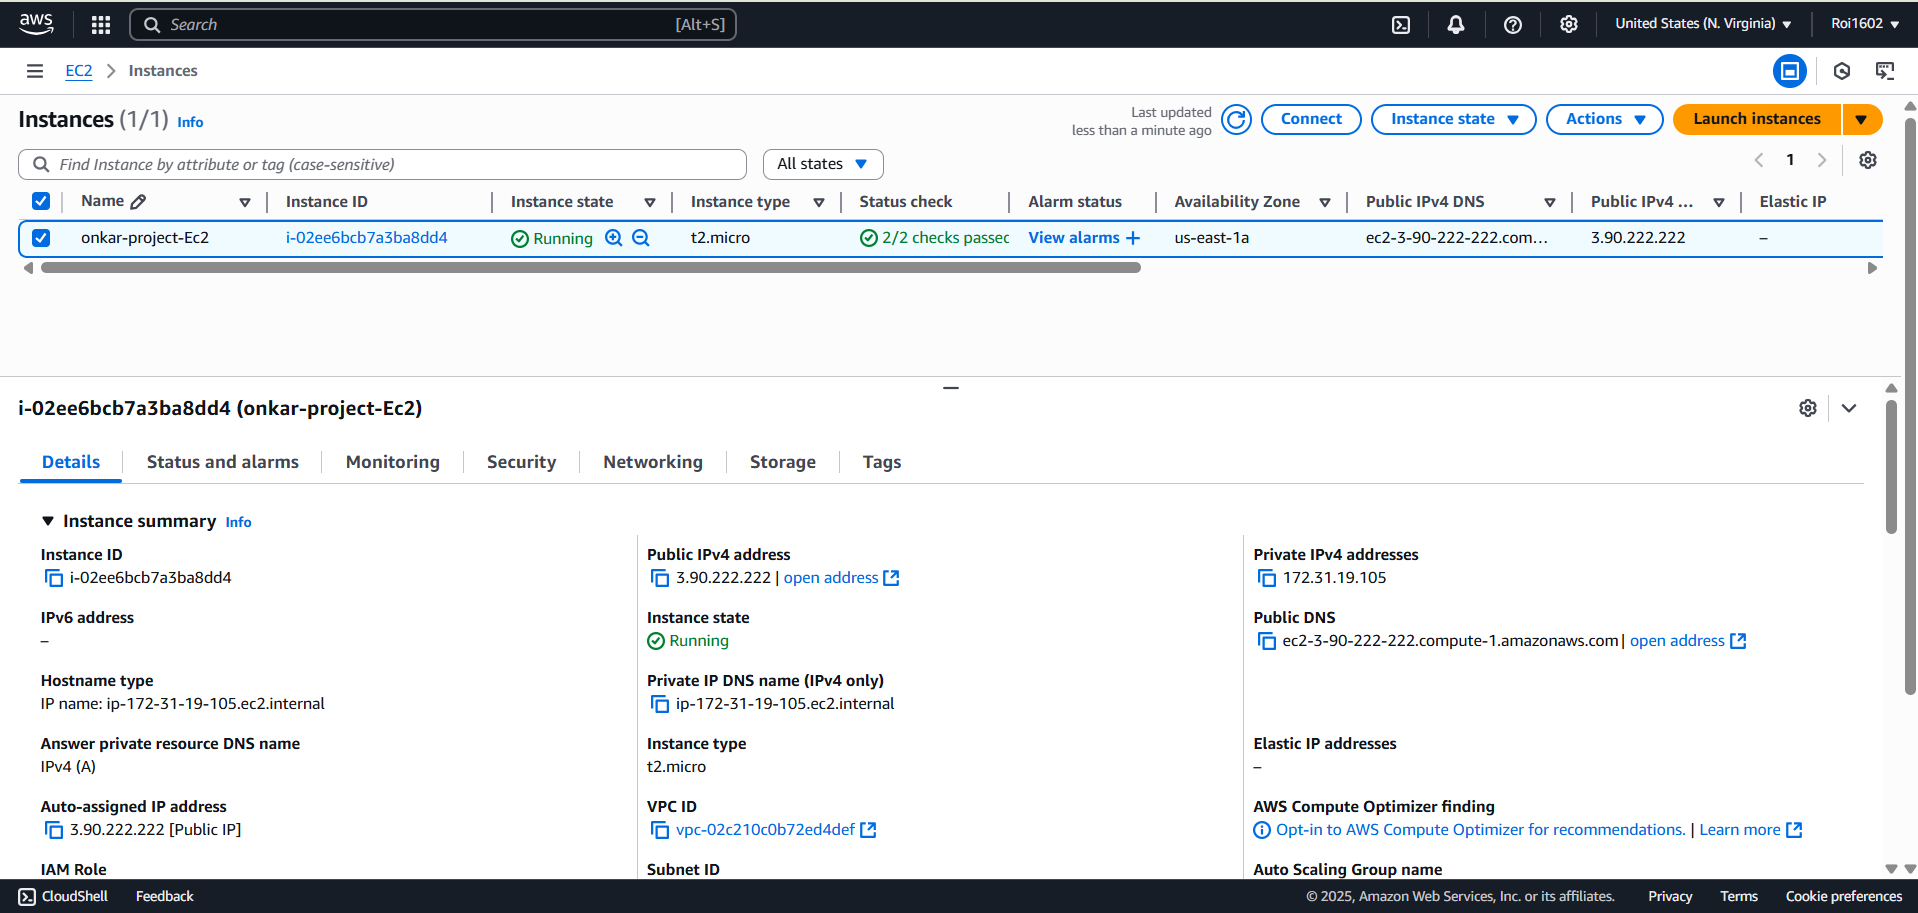 aws Search [Alt+S] United States (N. Virginia) Roi1602
EC2 Instances
Instances (1/1) Info
Last updated
less than a minute ago
Connect Instance state Actions Launch instances
Find Instance by attribute or tag (case-sensitive) All states 1
Name Instance ID Instance state Instance type Status check Alarm status Availability Zone Public IPv4 DNS Public IPv4 ... Elastic IP
onkar-project-Ec2 i-02ee6bcb7a3ba8dd4 Running t2.micro 2/2 checks passed View alarms + us-east-1a ec2-3-90-222-222.com... 3.90.222.222 –
i-02ee6bcb7a3ba8dd4 (onkar-project-Ec2)
Details Status and alarms Monitoring Security Networking Storage Tags
Instance summary Info
Instance ID
i-02ee6bcb7a3ba8dd4
IPv6 address
–
Hostname type
IP name: ip-172-31-19-105.ec2.internal
Answer private resource DNS name
IPv4 (A)
Auto-assigned IP address
3.90.222.222 [Public IP]
IAM Role
Public IPv4 address
3.90.222.222 | open address
Instance state
Running
Private IP DNS name (IPv4 only)
ip-172-31-19-105.ec2.internal
Instance type
t2.micro
VPC ID
vpc-02c210c0b72ed4def
Subnet ID
Private IPv4 addresses
172.31.19.105
Public DNS
ec2-3-90-222-222.compute-1.amazonaws.com | open address
Elastic IP addresses
–
AWS Compute Optimizer finding
Opt-in to AWS Compute Optimizer for recommendations. | Learn more
Auto Scaling Group name
CloudShell Feedback © 2025, Amazon Web Services, Inc. or its affiliates. Privacy Terms Cookie preferences